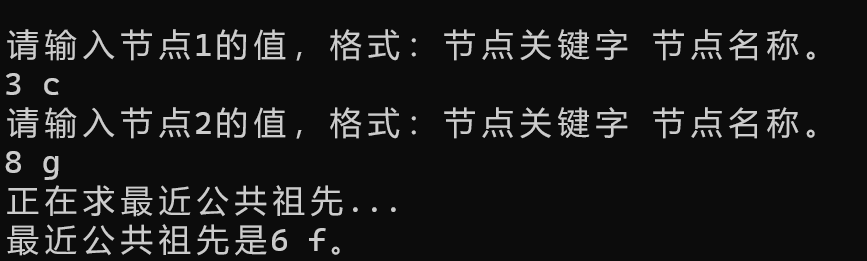 请输入节点1的值, 格式: 节点关键字 节点名称。
3 c
请输入节点2的值, 格式: 节点关键字 节点名称。
8 g
正在求最近公共祖先...
最近公共祖先是6 f。